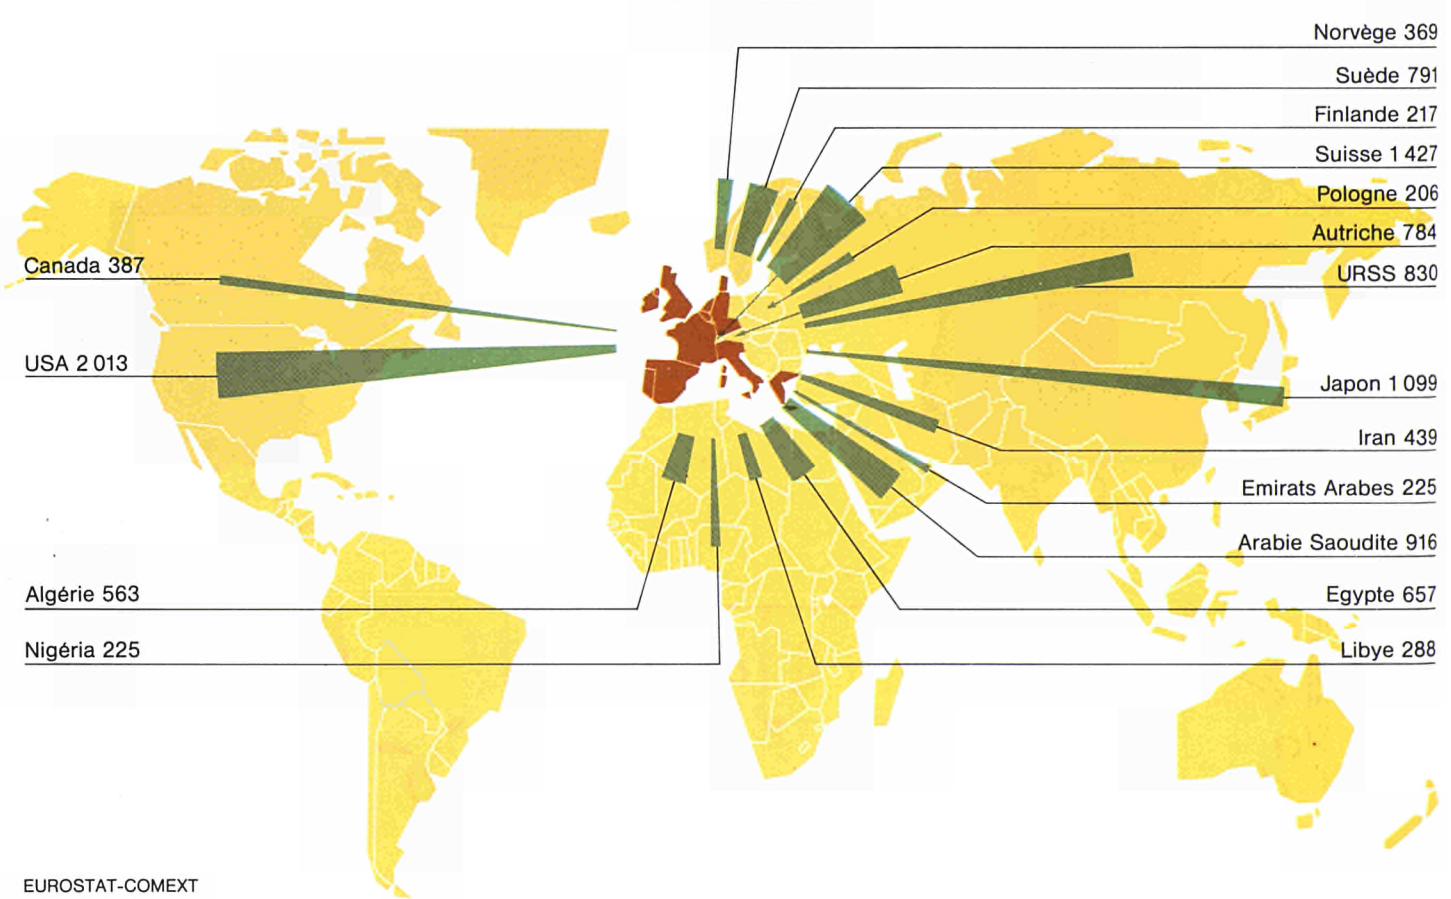 Norvège 369
Suède 791
Finlande 217
Suisse 1 427
Pologne 206
Autriche 784
URSS 830
Canada 387
USA 2 013
Japon 1 099
Iran 439
Emirats Arabes 225
Arabie Saoudite 916
Algérie 563
Egypte 657
Nigéria 225
Libye 288
EUROSTAT-COMEXT